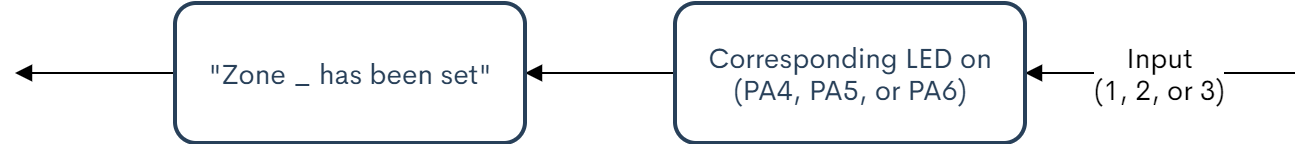 "Zone _ has been set"
Corresponding LED on
(PA4, PA5, or PA6)
Input
(1, 2, or 3)